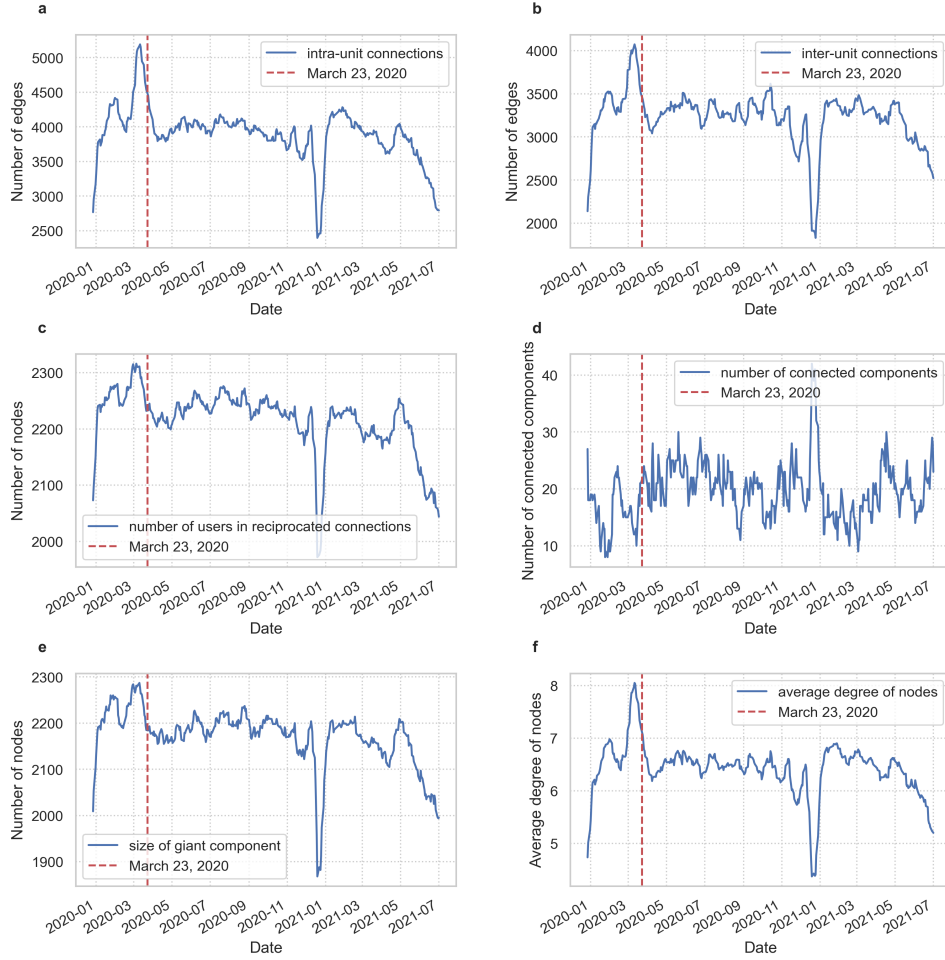 a
Number of edges
5000
4500
4000
3500
3000
2500
intra-unit connections
March 23, 2020
2020-01
2020-03
2020-05
2020-07
2020-09
2020-11
2021-01
2021-03
2021-05
2021-07
Date
b
Number of edges
4000
3500
3000
2500
2000
inter-unit connections
March 23, 2020
2020-01
2020-03
2020-05
2020-07
2020-09
2020-11
2021-01
2021-03
2021-05
2021-07
Date
c
Number of nodes
2300
2200
2100
2000
number of users in reciprocated connections
March 23, 2020
2020-01
2020-03
2020-05
2020-07
2020-09
2020-11
2021-01
2021-03
2021-05
2021-07
Date
d
Number of connected components
40
30
20
10
number of connected components
March 23, 2020
2020-01
2020-03
2020-05
2020-07
2020-09
2020-11
2021-01
2021-03
2021-05
2021-07
Date
e
Number of nodes
2300
2200
2100
2000
1900
size of giant component
March 23, 2020
2020-01
2020-03
2020-05
2020-07
2020-09
2020-11
2021-01
2021-03
2021-05
2021-07
Date
f
Average degree of nodes
8
7
6
5
average degree of nodes
March 23, 2020
2020-01
2020-03
2020-05
2020-07
2020-09
2020-11
2021-01
2021-03
2021-05
2021-07
Date